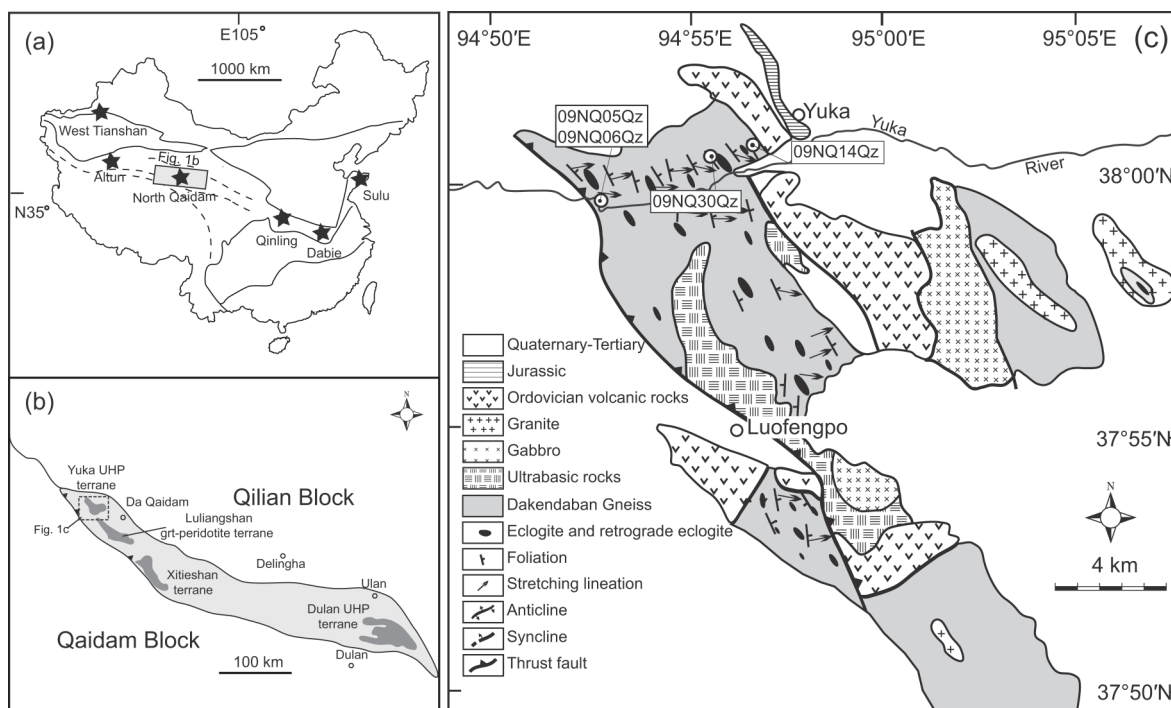 (a)
E105°
1000 km
West Tianshan
Altun
Fig. 1b
North Qaidam
N35°
Qinling
Dabie
Sulu
(b)
Yuka UHP
terrane
Da Qaidam
Qilian Block
Fig. 1c
Luliangshan
grt-peridotite terrane
Delingha
Xitieshan
terrane
Ulan
Dulan UHP
terrane
Qaidam Block
100 km
Dulan
94°50′E
94°55′E
95°00′E
95°05′E
(c)
09NQ05Qz
09NQ06Qz
Yuka
Yuka
River
09NQ14Qz
09NQ30Qz
38°00′N
Quaternary-Tertiary
Jurassic
Ordovician volcanic rocks
Granite
Gabbro
Ultrabasic rocks
Dakendaban Gneiss
Eclogite and retrograde eclogite
Foliation
Stretching lineation
Anticline
Syncline
Thrust fault
Luofengpo
37°55′N
N
4 km
37°50′N